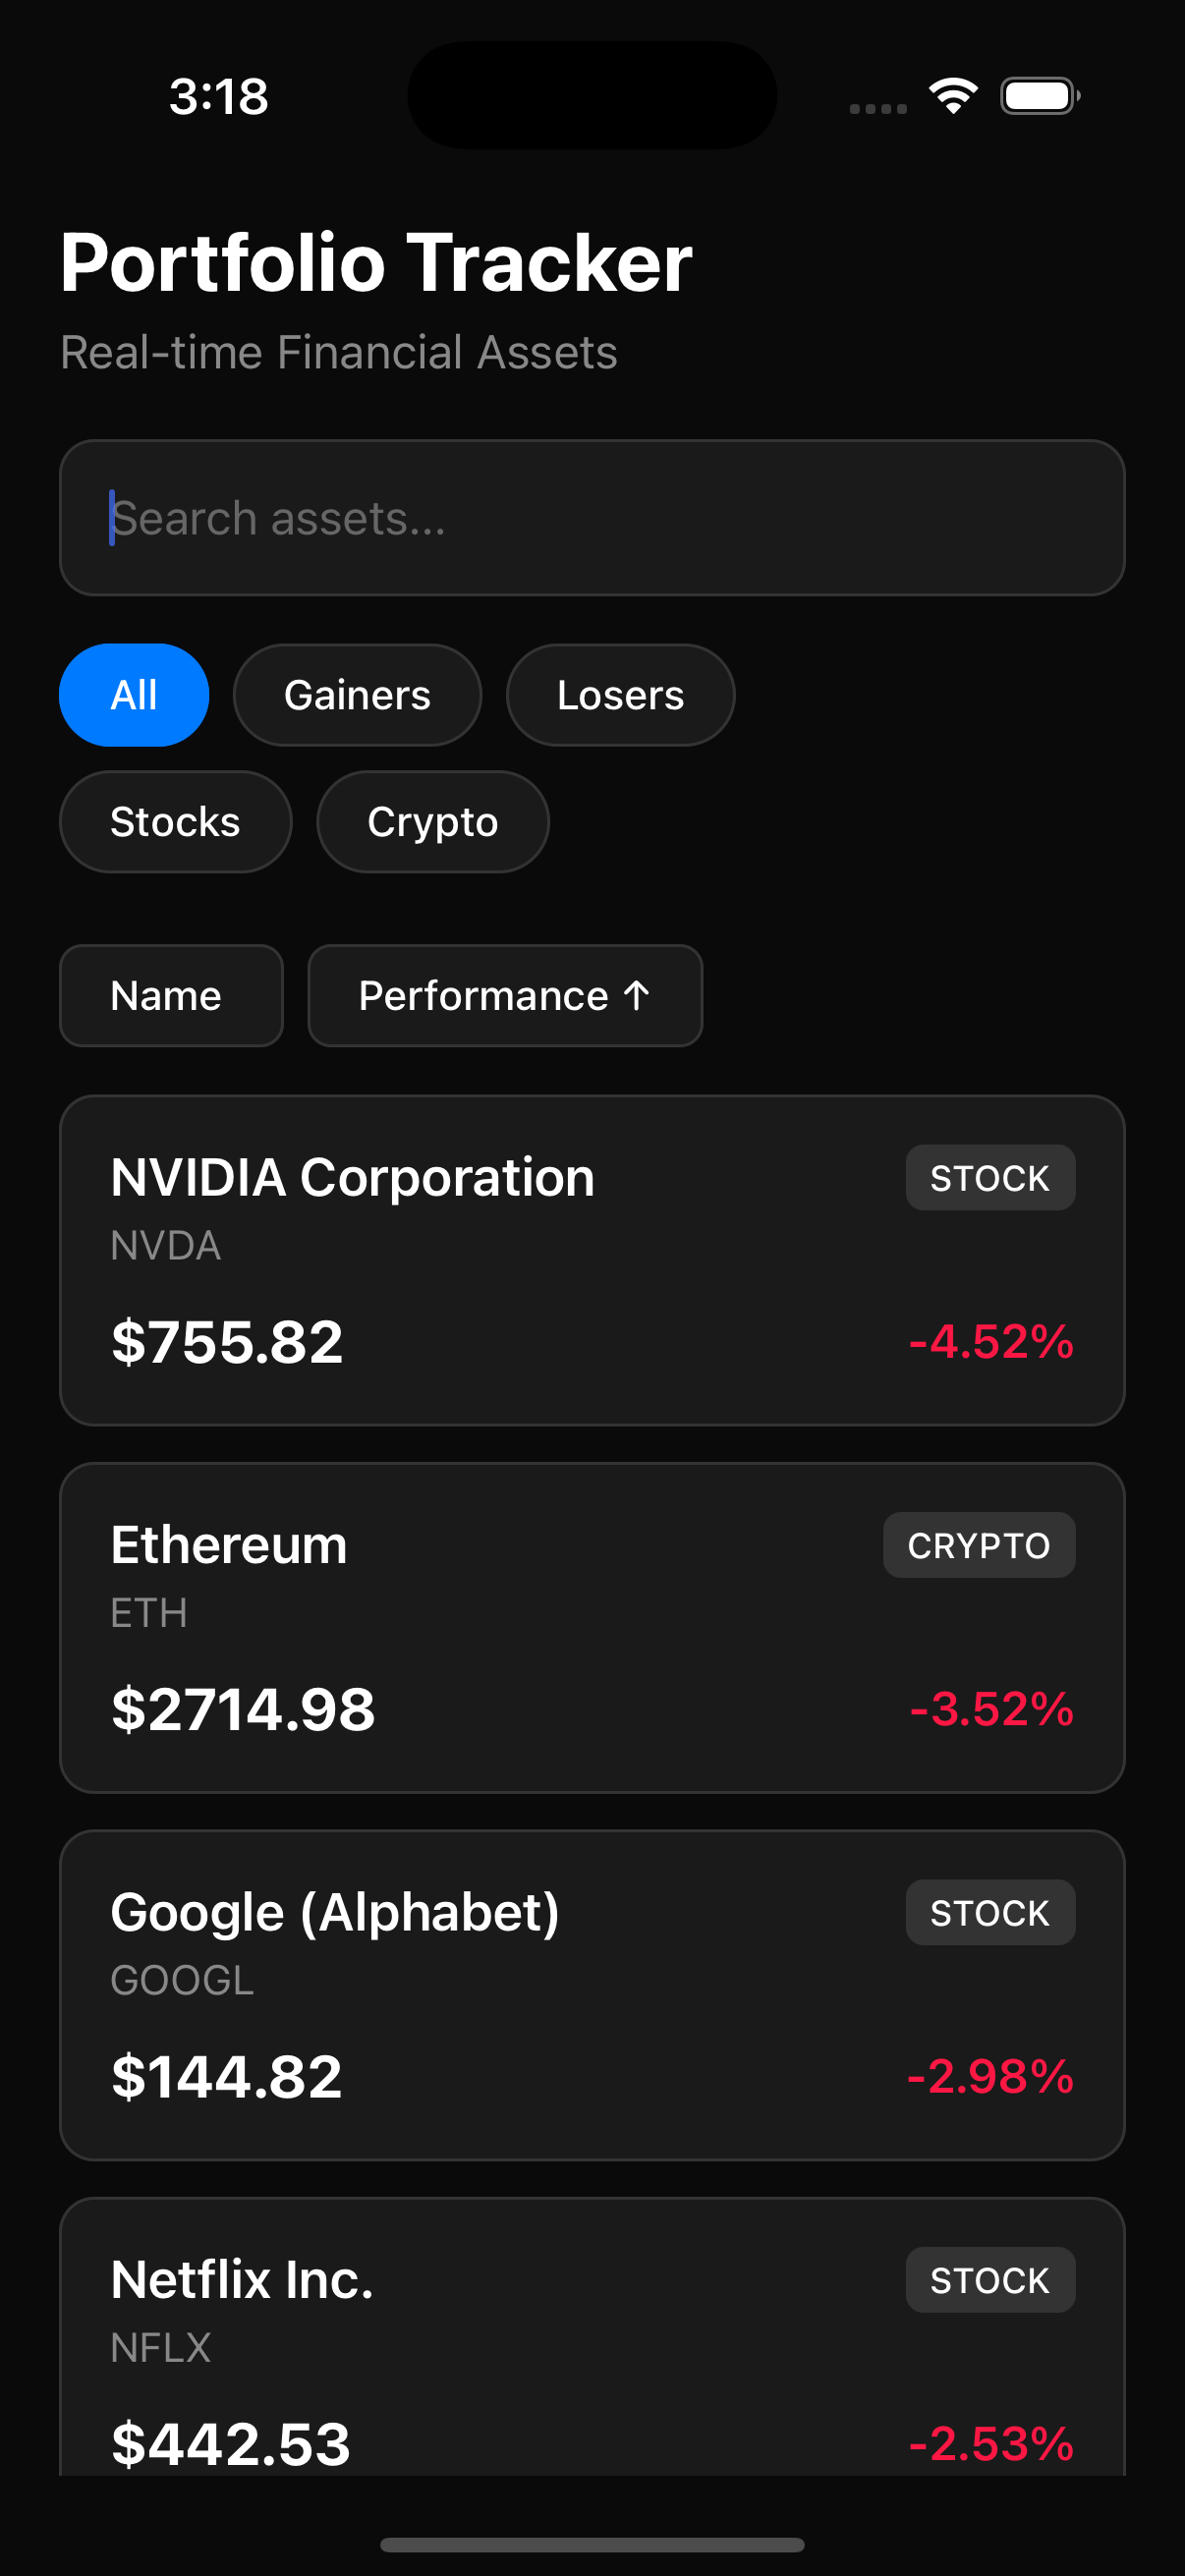 3:18
Portfolio Tracker
Real-time Financial Assets
Search assets...
All Gainers Losers
Stocks Crypto
Name Performance ↑
NVIDIA Corporation STOCK
NVDA
$755.82 -4.52%
Ethereum CRYPTO
ETH
$2714.98 -3.52%
Google (Alphabet) STOCK
GOOGL
$144.82 -2.98%
Netflix Inc. STOCK
NFLX
$442.53 -2.53%